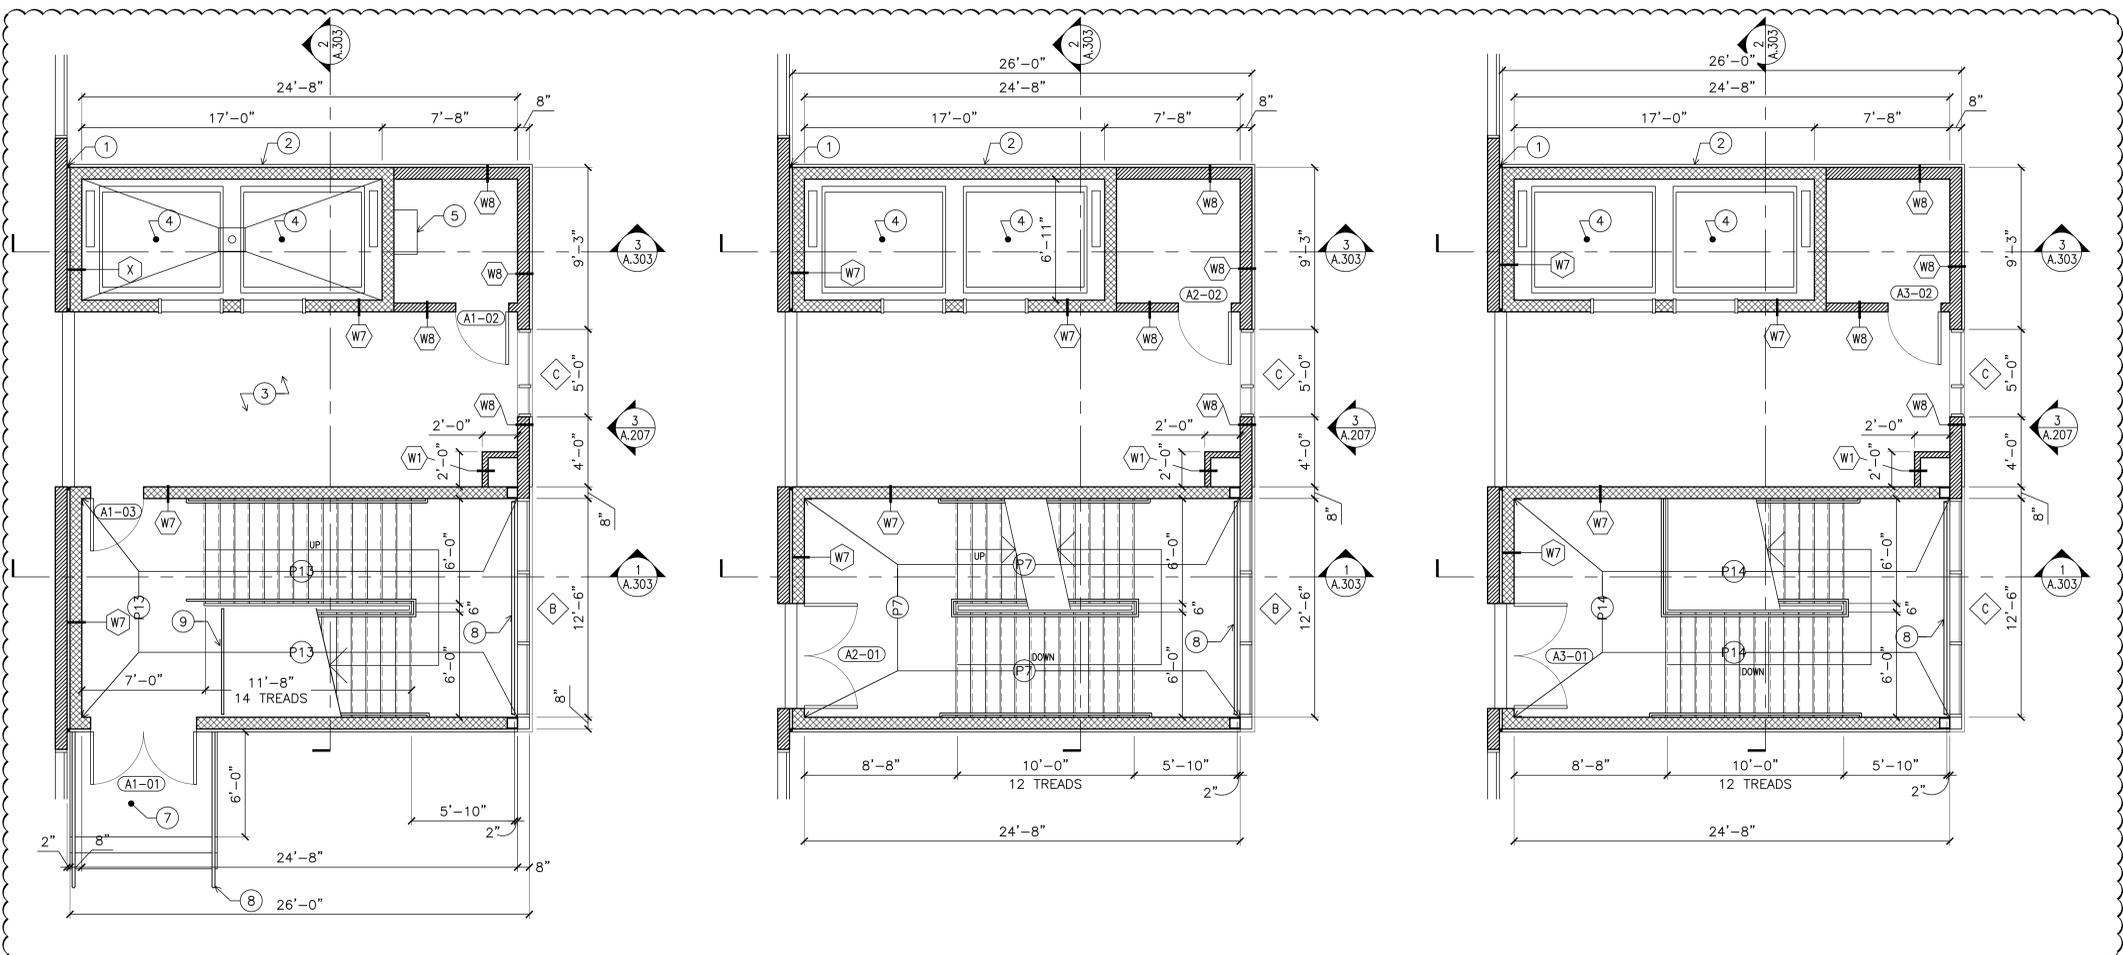 2
A.303
24'-8"
17'-0"
7'-8"
8"
1
2
W8
4
4
5
9'-3"
3
A.303
X
W8
A1-02
W7
W8
C
5'-0"
3
W8
3
A.207
2'-0"
W1
2'-0"
4'-0"
A1-03
W7
8"
UP
6'-0"
P13
1
A.303
P13
W7
9
6"
B
12'-6"
8
P13
6'-0"
7'-0"
11'-8"
14 TREADS
8"
A1-01
6'-0"
7
5'-10"
2"
2"
8"
24'-8"
8"
8
26'-0"
2
A.303
26'-0"
24'-8"
17'-0"
7'-8"
8"
1
2
W8
4
4
6'-11"
9'-3"
3
A.303
W7
W8
A2-02
W7
W8
C
5'-0"
W8
3
A.207
2'-0"
W1
2'-0"
4'-0"
W7
8"
UP
P7
6'-0"
W7
1
A.303
P7
6"
B
12'-6"
8
A2-01
DOWN
P7
6'-0"
8'-8"
10'-0"
5'-10"
12 TREADS
2"
24'-8"
2
A.303
26'-0"
24'-8"
17'-0"
7'-8"
8"
1
2
W8
4
4
9'-3"
3
A.303
W7
W8
A3-02
W7
W8
C
5'-0"
W8
3
A.207
2'-0"
W1
2'-0"
4'-0"
W7
8"
W7
P14
6'-0"
1
A.303
P14
6"
C
12'-6"
8
A3-01
P14
DOWN
6'-0"
8'-8"
10'-0"
5'-10"
12 TREADS
2"
24'-8"